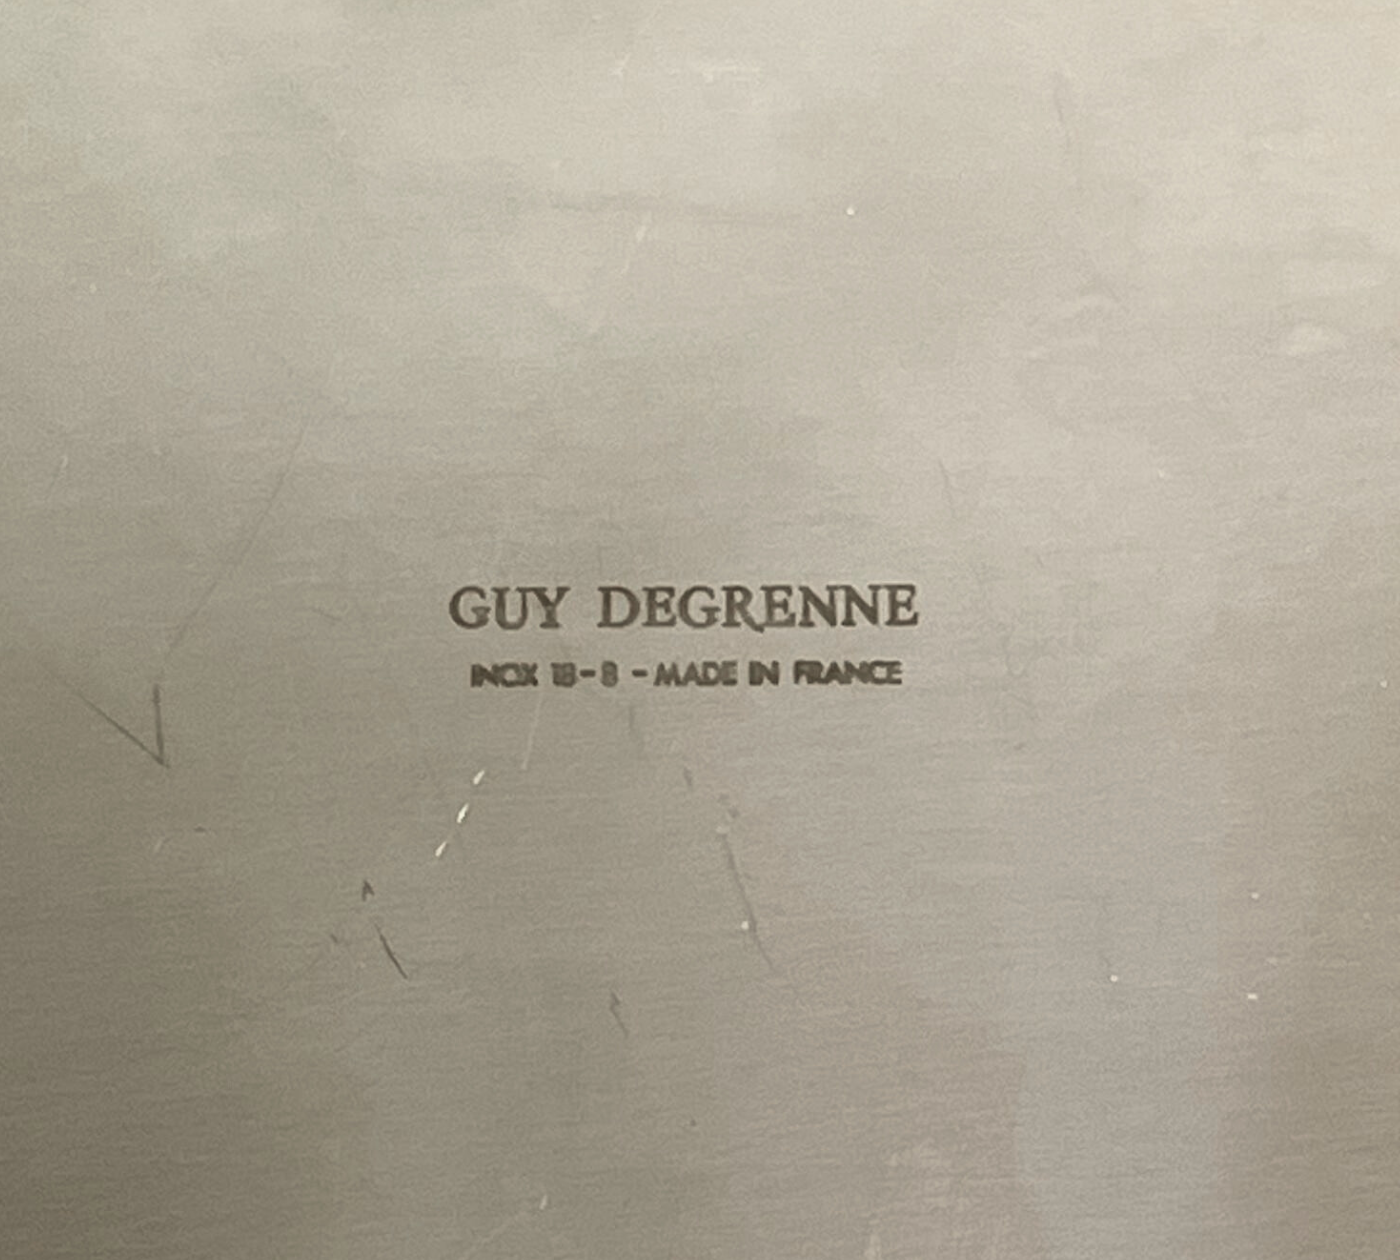 GUY DEGRENNE
INOX 18-8 - MADE IN FRANCE